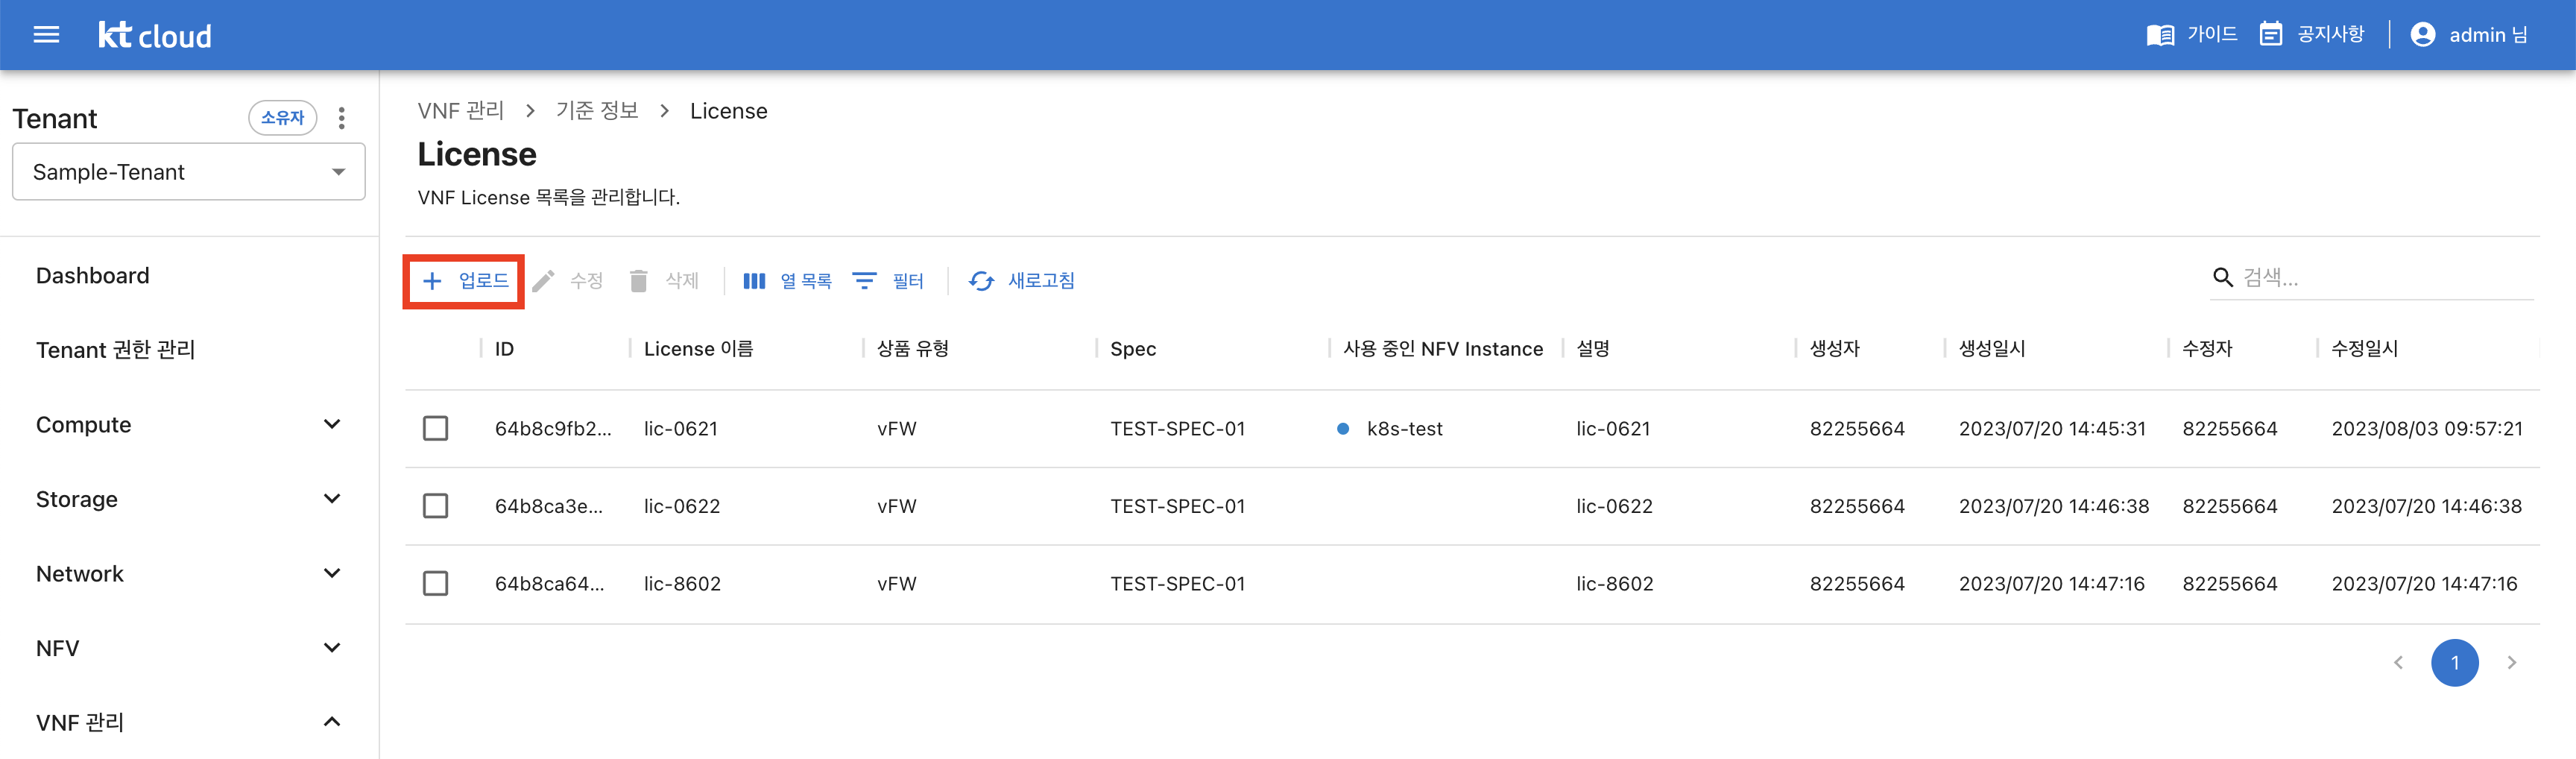 kt cloud
가이드 공지사항 admin 님
Tenant 소유자
Sample-Tenant
Dashboard
Tenant 권한 관리
Compute
Storage
Network
NFV
VNF 관리
VNF 관리 > 기준 정보 > License
License
VNF License 목록을 관리합니다.
+ 업로드 수정 삭제 열 목록 필터 새로고침 검색...
ID License 이름 상품 유형 Spec 사용 중인 NFV Instance 설명 생성자 생성일시 수정자 수정일시
64b8c9fb2... lic-0621 vFW TEST-SPEC-01 k8s-test lic-0621 82255664 2023/07/20 14:45:31 82255664 2023/08/03 09:57:21
64b8ca3e... lic-0622 vFW TEST-SPEC-01 lic-0622 82255664 2023/07/20 14:46:38 82255664 2023/07/20 14:46:38
64b8ca64... lic-8602 vFW TEST-SPEC-01 lic-8602 82255664 2023/07/20 14:47:16 82255664 2023/07/20 14:47:16
< 1 >